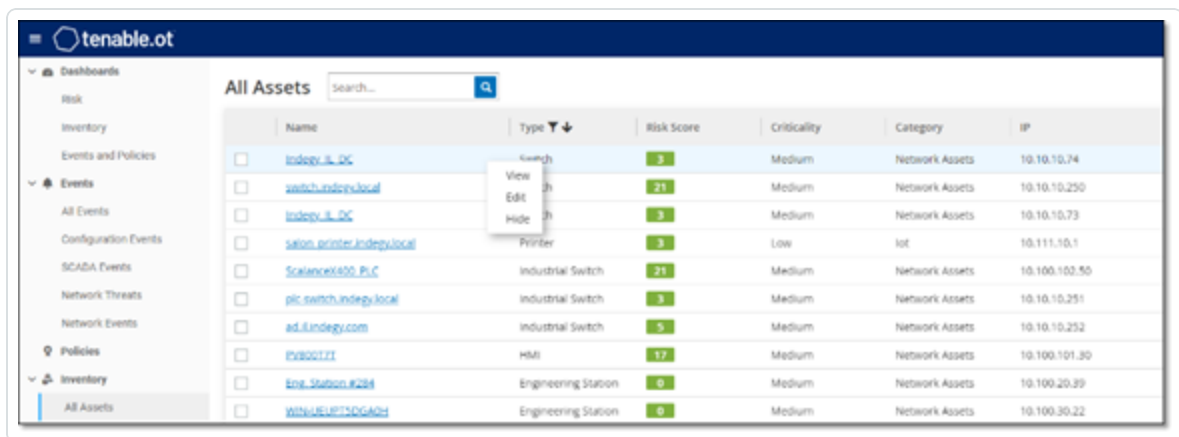 tenable.ot
Dashboards
Risk
Inventory
Events and Policies
Events
All Events
Configuration Events
SCADA Events
Network Threats
Network Events
Policies
Inventory
All Assets
All Assets Search...
Name Type Risk Score Criticality Category IP
Indegy_IL_DC Switch 3 Medium Network Assets 10.10.10.74
switch.indegy.local 21 Medium Network Assets 10.10.10.250
Indegy_IL_DC 3 Medium Network Assets 10.10.10.73
salon_printer.indegy.local Printer 3 Low Iot 10.111.10.1
ScalanceX400_PLC Industrial Switch 21 Medium Network Assets 10.100.102.50
plc.switch.indegy.local Industrial Switch 3 Medium Network Assets 10.10.10.251
ad.il.indegy.com Industrial Switch 5 Medium Network Assets 10.10.10.252
PV800T7T HMI 17 Medium Network Assets 10.100.101.30
Eng. Station #284 Engineering Station 0 Medium Network Assets 10.100.20.39
WIN-UEUPT5DGA0H Engineering Station 0 Medium Network Assets 10.100.30.22
View
Edit
Hide